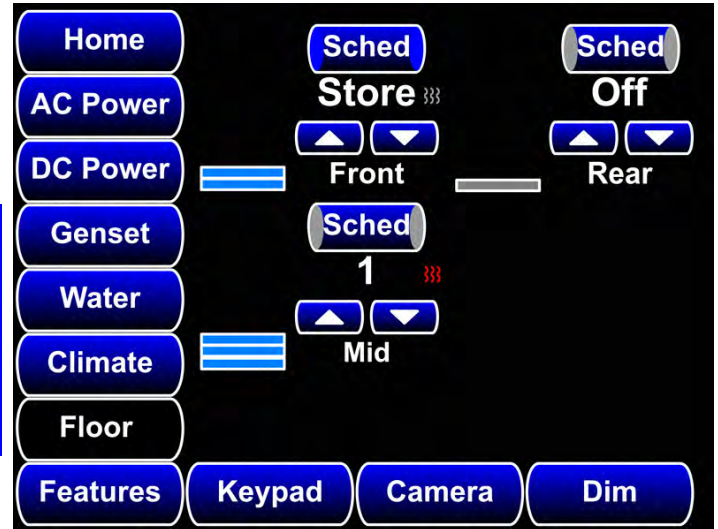 Home
AC Power
DC Power
Genset
Water
Climate
Floor
Features
Keypad
Camera
Dim
Sched
Store
Front
Sched
Off
Rear
Sched
1
Mid